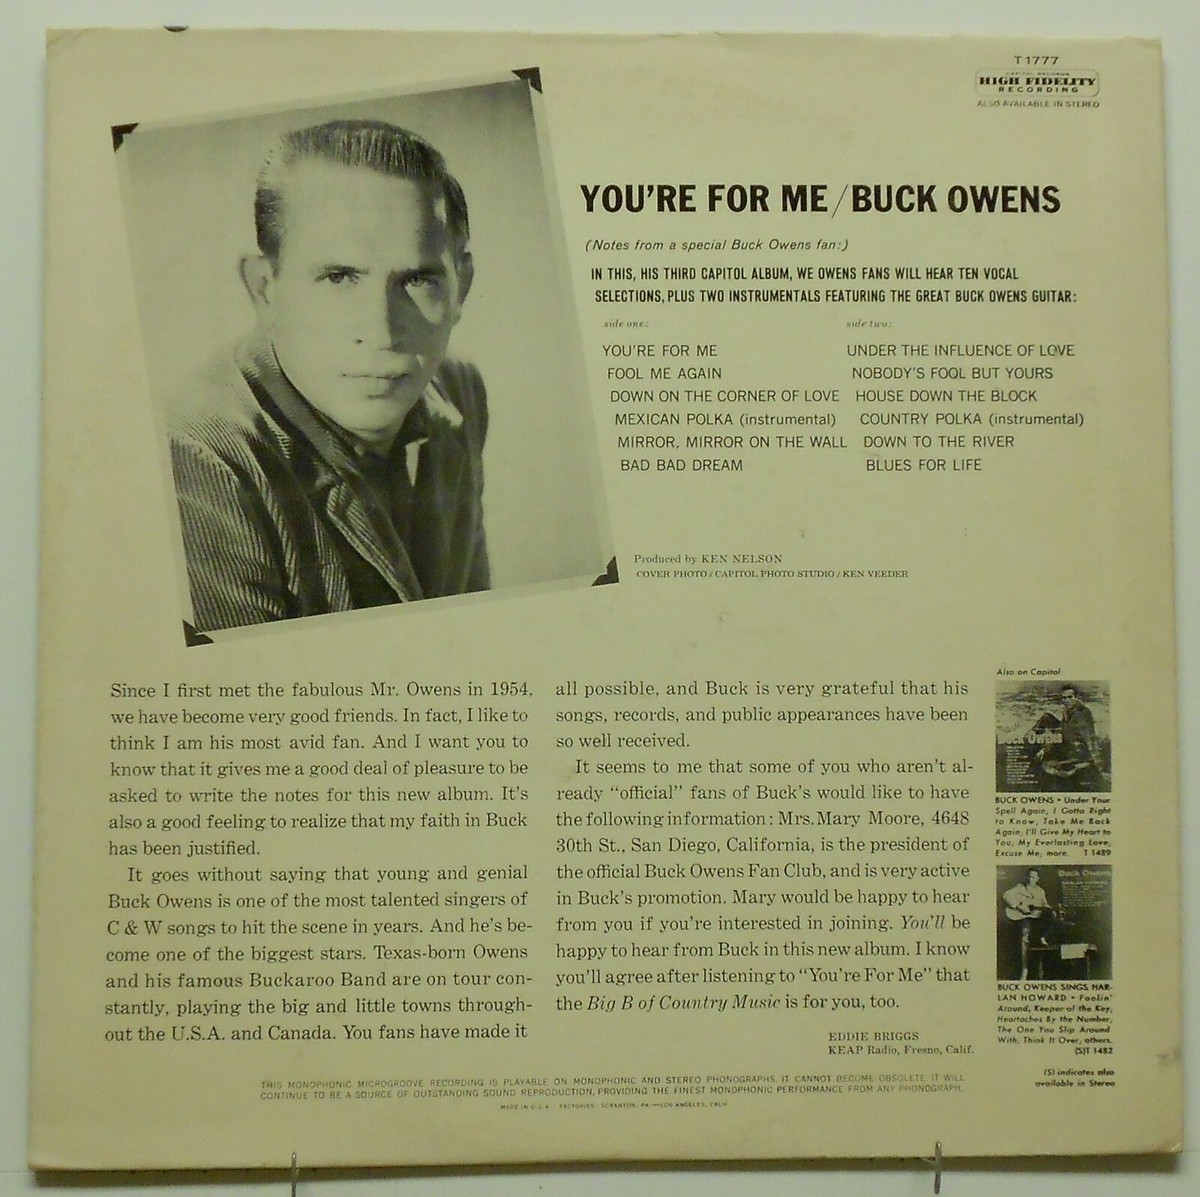 T1777
CAPITOL RECORDS
HIGH FIDELITY
RECORDING
ALSO AVAILABLE IN STEREO
YOU'RE FOR ME/BUCK OWENS
(Notes from a special Buck Owens fan:)
IN THIS, HIS THIRD CAPITOL ALBUM, WE OWENS FANS WILL HEAR TEN VOCAL
SELECTIONS, PLUS TWO INSTRUMENTALS FEATURING THE GREAT BUCK OWENS GUITAR:
side one:
YOU'RE FOR ME
FOOL ME AGAIN
DOWN ON THE CORNER OF LOVE
MEXICAN POLKA (instrumental)
MIRROR, MIRROR ON THE WALL
BAD BAD DREAM
side two:
UNDER THE INFLUENCE OF LOVE
NOBODY'S FOOL BUT YOURS
HOUSE DOWN THE BLOCK
COUNTRY POLKA (instrumental)
DOWN TO THE RIVER
BLUES FOR LIFE
Produced by KEN NELSON
COVER PHOTO / CAPITOL PHOTO STUDIO / KEN VEEDER
Since I first met the fabulous Mr. Owens in 1954,
we have become very good friends. In fact, I like to
think I am his most avid fan. And I want you to
know that it gives me a good deal of pleasure to be
asked to write the notes for this new album. It's
also a good feeling to realize that my faith in Buck
has been justified.
It goes without saying that young and genial
Buck Owens is one of the most talented singers of
C & W songs to hit the scene in years. And he's be-
come one of the biggest stars. Texas-born Owens
and his famous Buckaroo Band are on tour con-
stantly, playing the big and little towns through-
out the U.S.A. and Canada. You fans have made it
all possible, and Buck is very grateful that his
songs, records, and public appearances have been
so well received.
It seems to me that some of you who aren't al-
ready "official" fans of Buck's would like to have
the following information: Mrs. Mary Moore, 4648
30th St., San Diego, California, is the president of
the official Buck Owens Fan Club, and is very active
in Buck's promotion. Mary would be happy to hear
from you if you're interested in joining. You'll be
happy to hear from Buck in this new album. I know
you'll agree after listening to "You're For Me" that
the Big B of Country Music is for you, too.
EDDIE BRIGGS
KEAP Radio, Fresno, Calif.
Also on Capitol
Buck Owens
BUCK OWENS • Under Your
Spell Again, I Gotta Right
to Know, Take Me Back
Again, I'll Give My Heart to
You, My Everlasting Love,
Excuse Me, more. T 1489
Buck Owens
BUCK OWENS SINGS HAR-
LAN HOWARD • Foolin'
Around, Keeper of the Key,
Heartaches By the Number,
The One You Slip Around
With, Think It Over, others.
(S)T 1482
(S) indicates also
available in Stereo
THIS MONOPHONIC MICROGROOVE RECORDING IS PLAYABLE ON MONOPHONIC AND STEREO PHONOGRAPHS. IT CANNOT BECOME OBSOLETE. IT WILL
CONTINUE TO BE A SOURCE OF OUTSTANDING SOUND REPRODUCTION, PROVIDING THE FINEST MONOPHONIC PERFORMANCE FROM ANY PHONOGRAPH.
MADE IN U.S.A. · FACTORIES: SCRANTON, PA.—LOS ANGELES, CALIF.